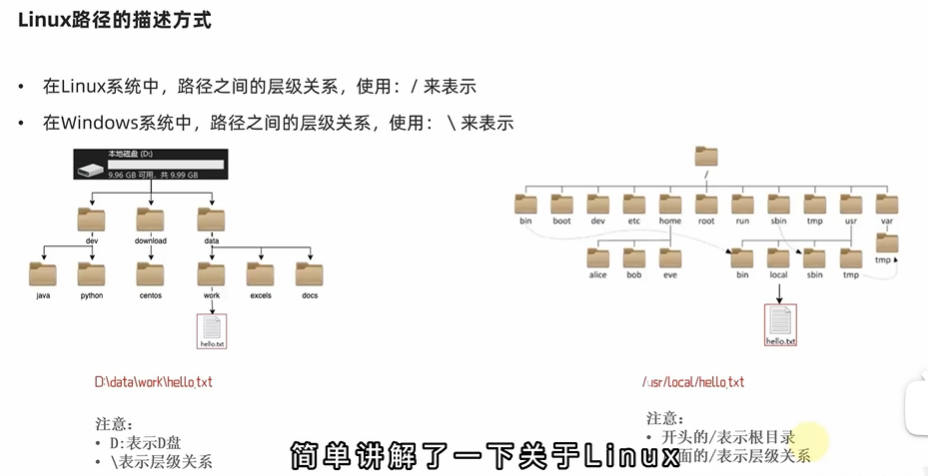 Linux路径的描述方式
• 在Linux系统中，路径之间的层级关系，使用：/ 来表示
• 在Windows系统中，路径之间的层级关系，使用： \ 来表示
本地磁盘 (D:)
9.96 GB 可用，共 9.99 GB
dev download data
java python centos work excels docs
hello.txt
D:\data\work\hello.txt
注意：
• D:表示D盘
• \表示层级关系
/
bin boot dev etc home root run sbin tmp usr var
alice bob eve bin local sbin tmp tmp
hello.txt
/usr/local/hello.txt
注意：
• 开头的/表示根目录
面的/表示层级关系
简单讲解了一下关于Linux